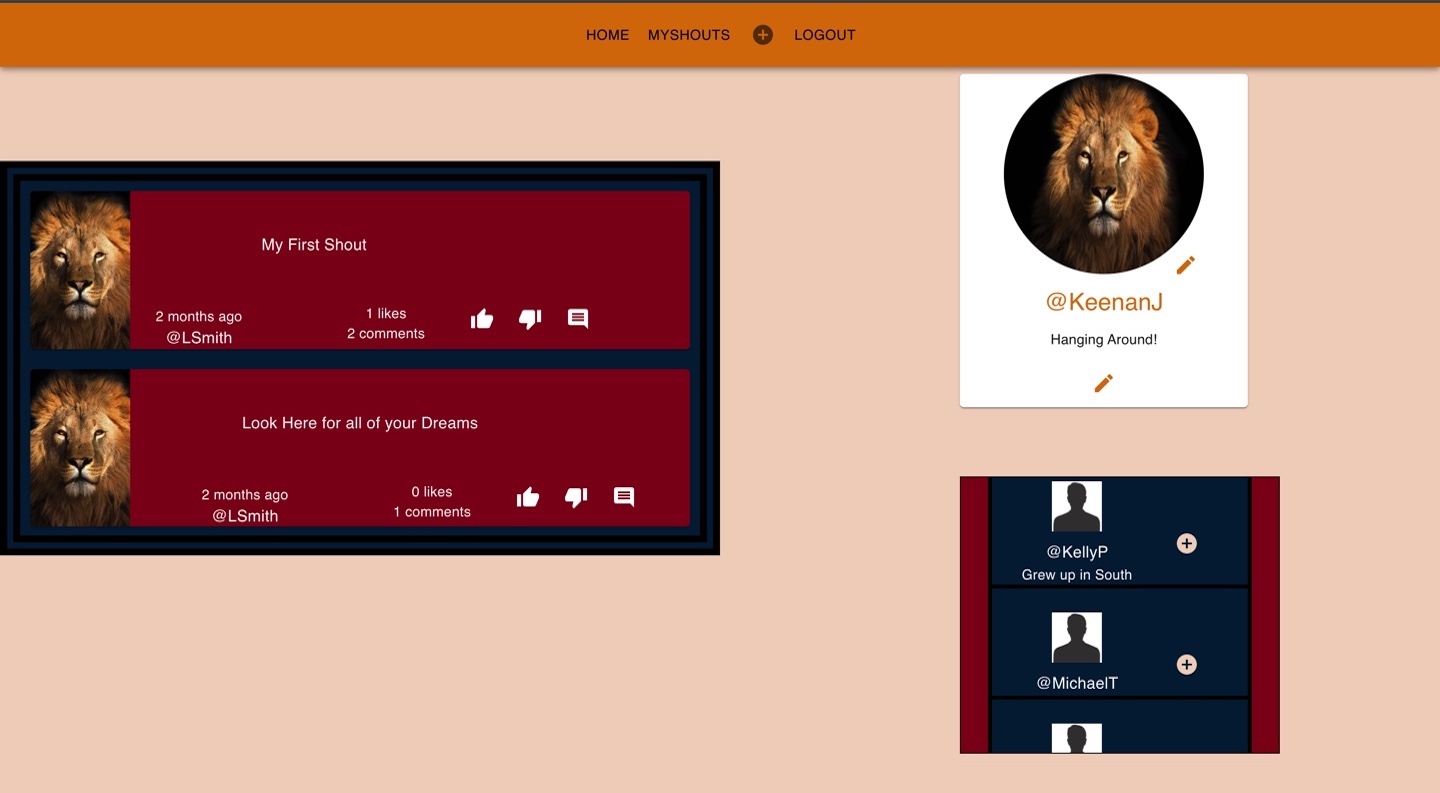 HOME MYSHOUTS LOGOUT
My First Shout
2 months ago
@LSmith
1 likes
2 comments
Look Here for all of your Dreams
2 months ago
@LSmith
0 likes
1 comments
@KeenanJ
Hanging Around!
@KellyP
Grew up in South
@MichaelT